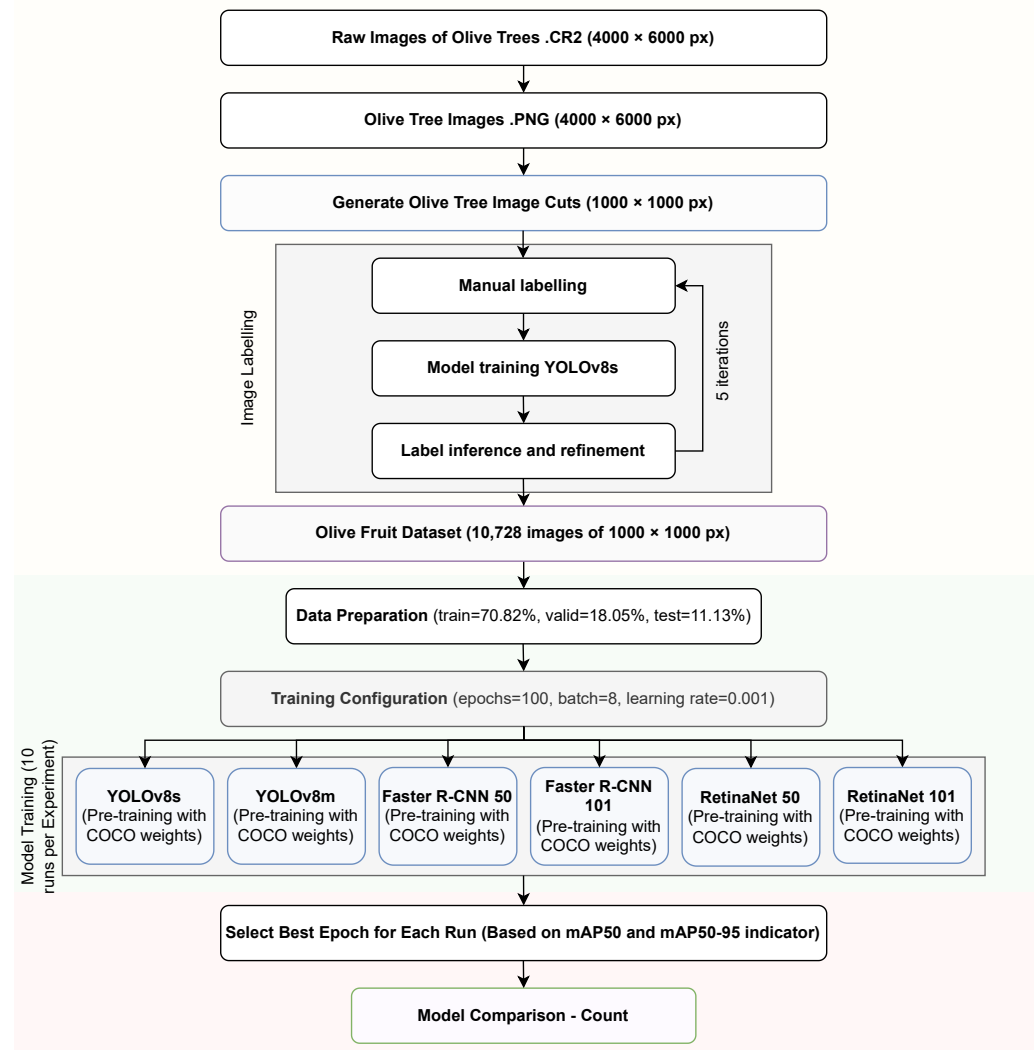 Raw Images of Olive Trees .CR2 (4000 × 6000 px)
Olive Tree Images .PNG (4000 × 6000 px)
Generate Olive Tree Image Cuts (1000 × 1000 px)
Image Labelling
Manual labelling
Model training YOLOv8s
Label inference and refinement
5 iterations
Olive Fruit Dataset (10,728 images of 1000 × 1000 px)
Data Preparation (train=70.82%, valid=18.05%, test=11.13%)
Training Configuration (epochs=100, batch=8, learning rate=0.001)
Model Training (10
runs per Experiment)
YOLOv8s
(Pre-training with
COCO weights)
YOLOv8m
(Pre-training with
COCO weights)
Faster R-CNN 50
(Pre-training with
COCO weights)
Faster R-CNN
101
(Pre-training with
COCO weights)
RetinaNet 50
(Pre-training with
COCO weights)
RetinaNet 101
(Pre-training with
COCO weights)
Select Best Epoch for Each Run (Based on mAP50 and mAP50-95 indicator)
Model Comparison - Count